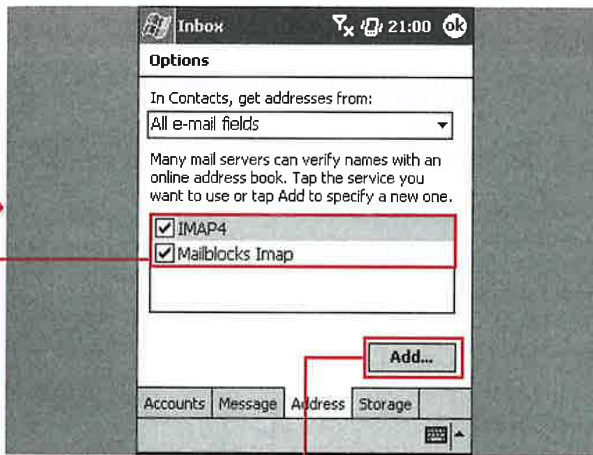 Inbox 21:00 ok
Options
In Contacts, get addresses from:
All e-mail fields
Many mail servers can verify names with an
online address book. Tap the service you
want to use or tap Add to specify a new one.
IMAP4
Mailblocks Imap
Add...
Accounts Message Address Storage